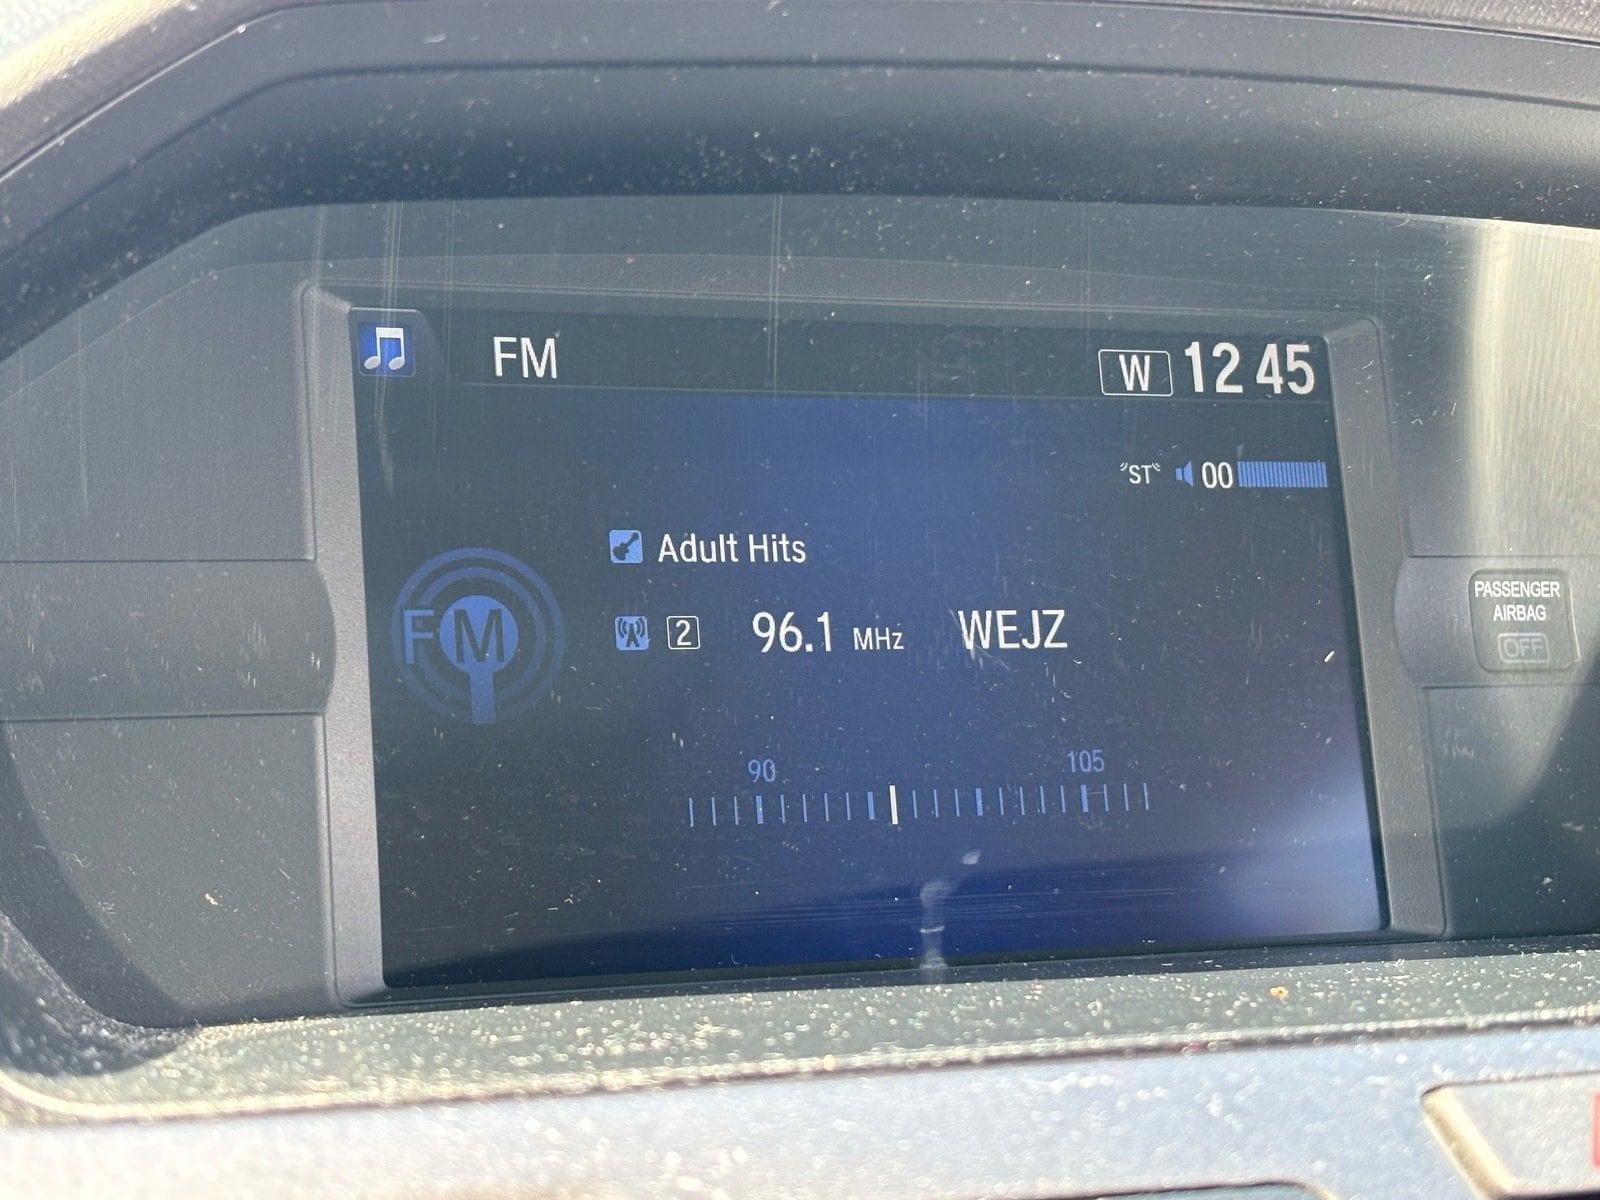 FM
W 12 45
"ST" 00
Adult Hits
FM
2 96.1 MHz WEJZ
90 105
PASSENGER
AIRBAG
OFF